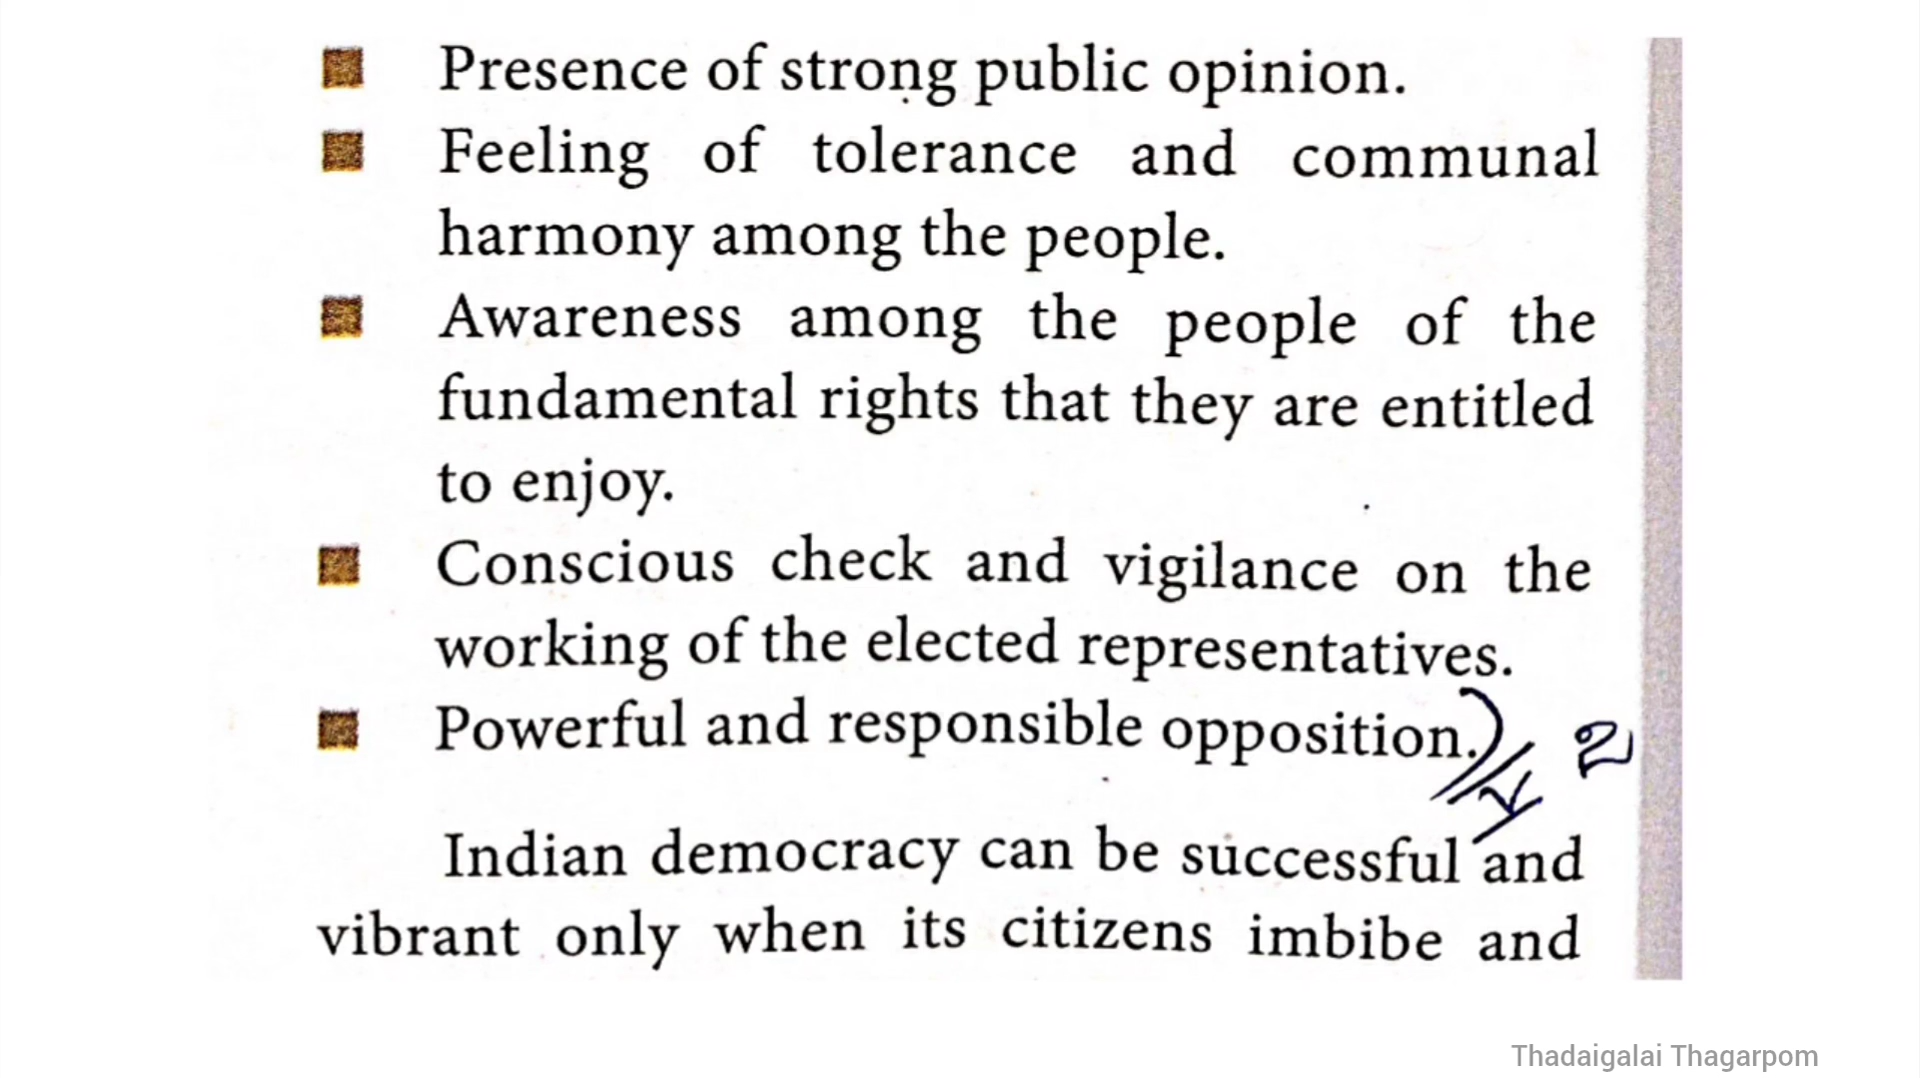 Presence of strong public opinion.
Feeling of tolerance and communal
harmony among the people.
Awareness among the people of the
fundamental rights that they are entitled
to enjoy.
Conscious check and vigilance on the
working of the elected representatives.
Powerful and responsible opposition.
2
Indian democracy can be successful and
vibrant only when its citizens imbibe and
Thadaigalai Thagarpom